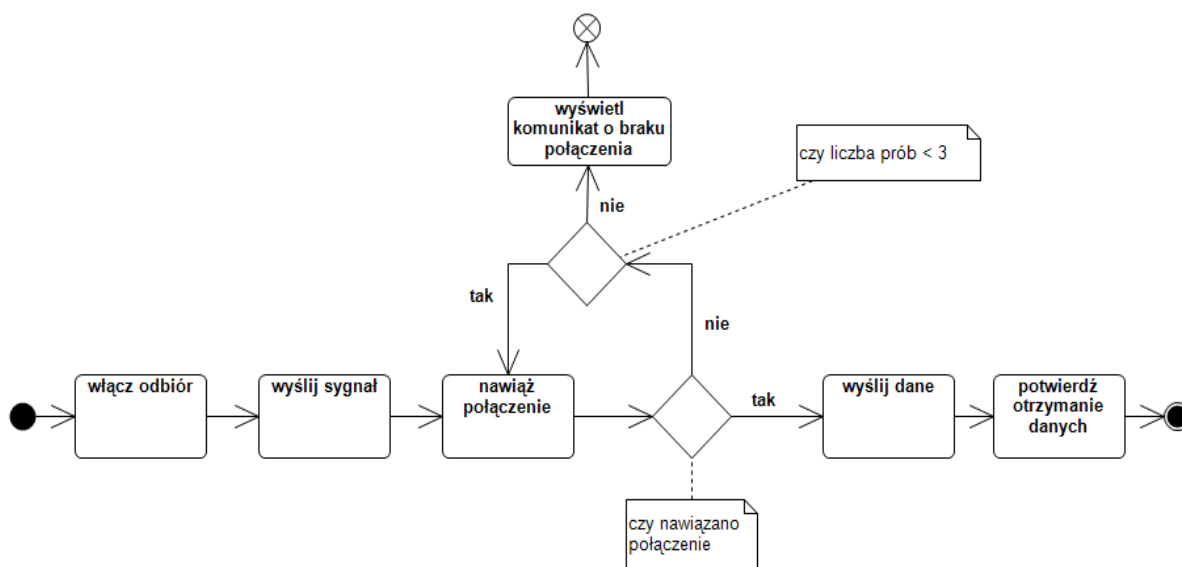 wyświetl
komunikat o braku
połączenia
czy liczba prób < 3
nie
tak
nie
włącz odbiór
wyślij sygnał
nawiąż
połączenie
tak
wyślij dane
potwierdź
otrzymanie
danych
czy nawiązano
połączenie